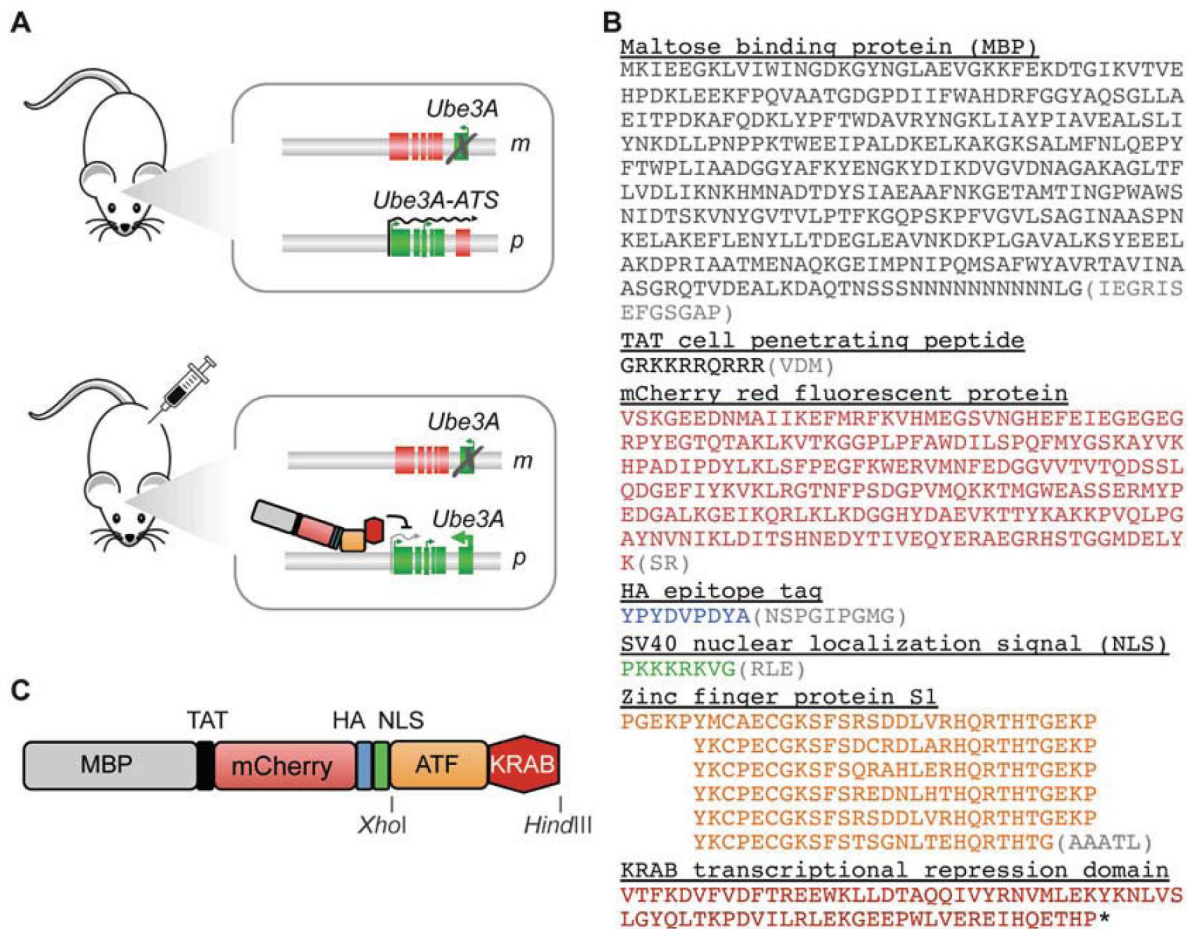 A
Ube3A
m
Ube3A-ATS
p
Ube3A
m
Ube3A
p
B
Maltose binding protein (MBP)
MKIEEGKLVIWINGDKGYNGLAEVGKKFEKDTGIKVTVE
HPDKLEEKFPQVAATGDGPDIIFWAHDRFGGYAQSGLLA
EITPDKAFQDKLYPFTWDAVRYNGKLIAYPIAVEALSLI
YNKDLLPNPPKTWEEIPALDKELKAKGKSALMFNLQEPY
FTWPLIAADGGYAFKYENGKYDIKDVGVDNAGAKAGLTF
LVDLIKNKHMNADTDYSIAEAAFNKGETAMTINGPWAWS
NIDTSKVNYGVTVLPTFKGQPSKPFVGVLSAGINAASPN
KELAKEFLENYLLTDEGLEAVNKDKPLGAVALKSYEEEL
AKDPRIAATMENAQKGEIMPNIPQMSAFWYAVRTAVINA
ASGRQTVDEALKDAQTNSSSNNNNNNNNNNLG(IEGRIS
EFGSGAP)
TAT cell penetrating peptide
GRKKRRQRRR(VDM)
mCherry red fluorescent protein
VSKGEEDNMAIIKEFMRFKVHMEGSVNGHEFEIEGEGEG
RPYEGTQTAKLKVTKGGPLPFAWDILSPQFMYGSKAYVK
HPADIPDYLKLSFPEGFKWERVMNFEDGGVVTVTQDSSL
QDGEFIYKVKLRGTNFPSDGPVMQKKTMGWEASSERMYP
EDGALKGEIKQRLKLKDGGHYDAEVKTTYKAKKPVQLPG
AYNVNIKLDITSHNEDYTIVEQYERAEGRHSTGGMDELY
K(SR)
HA epitope tag
YPYDVPDYA(NSPGIPGMG)
SV40 nuclear localization signal (NLS)
PKKKRKVG(RLE)
Zinc finger protein S1
PGEKPYMCAECGKSFSRSDDLVRHQRTHTGEKP
YKCPECGKSFSDCRDLARHQRTHTGEKP
YKCPECGKSFSQRAHLERHQRTHTGEKP
YKCPECGKSFSREDNLHTHQRTHTGEKP
YKCPECGKSFSRSDDLVRHQRTHTGEKP
YKCPECGKSFSTSGNLTEHQRTHTG(AAATL)
KRAB transcriptional repression domain
VTFKDVFVDFTREEWKLLDTAQQIVYRNVMLEKYKNLVS
LGYQLTKPDVILRLEKGEEPWLVEREIHQETHP*
C
TAT HA NLS
MBP mCherry ATF KRAB
XhoI HindIII